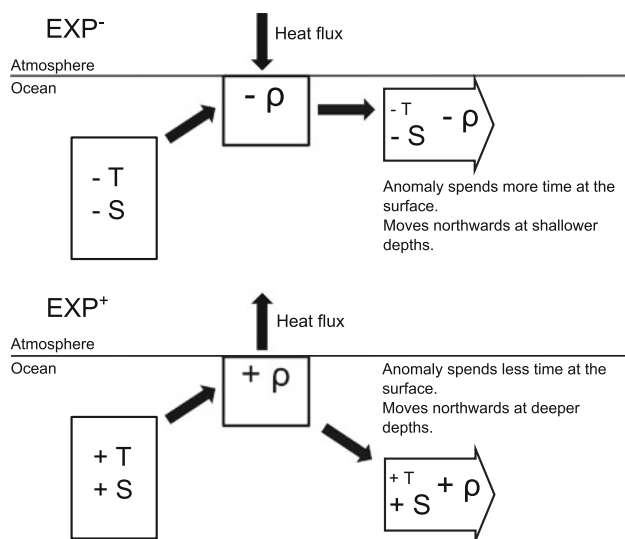 EXP⁻
Heat flux
Atmosphere
Ocean
- ρ
- T
- S
- T
- S
- ρ
Anomaly spends more time at the
surface.
Moves northwards at shallower
depths.
EXP⁺
Heat flux
Atmosphere
Ocean
+ ρ
Anomaly spends less time at the
surface.
Moves northwards at deeper
depths.
+ T
+ S
+ T
+ S
+ ρ